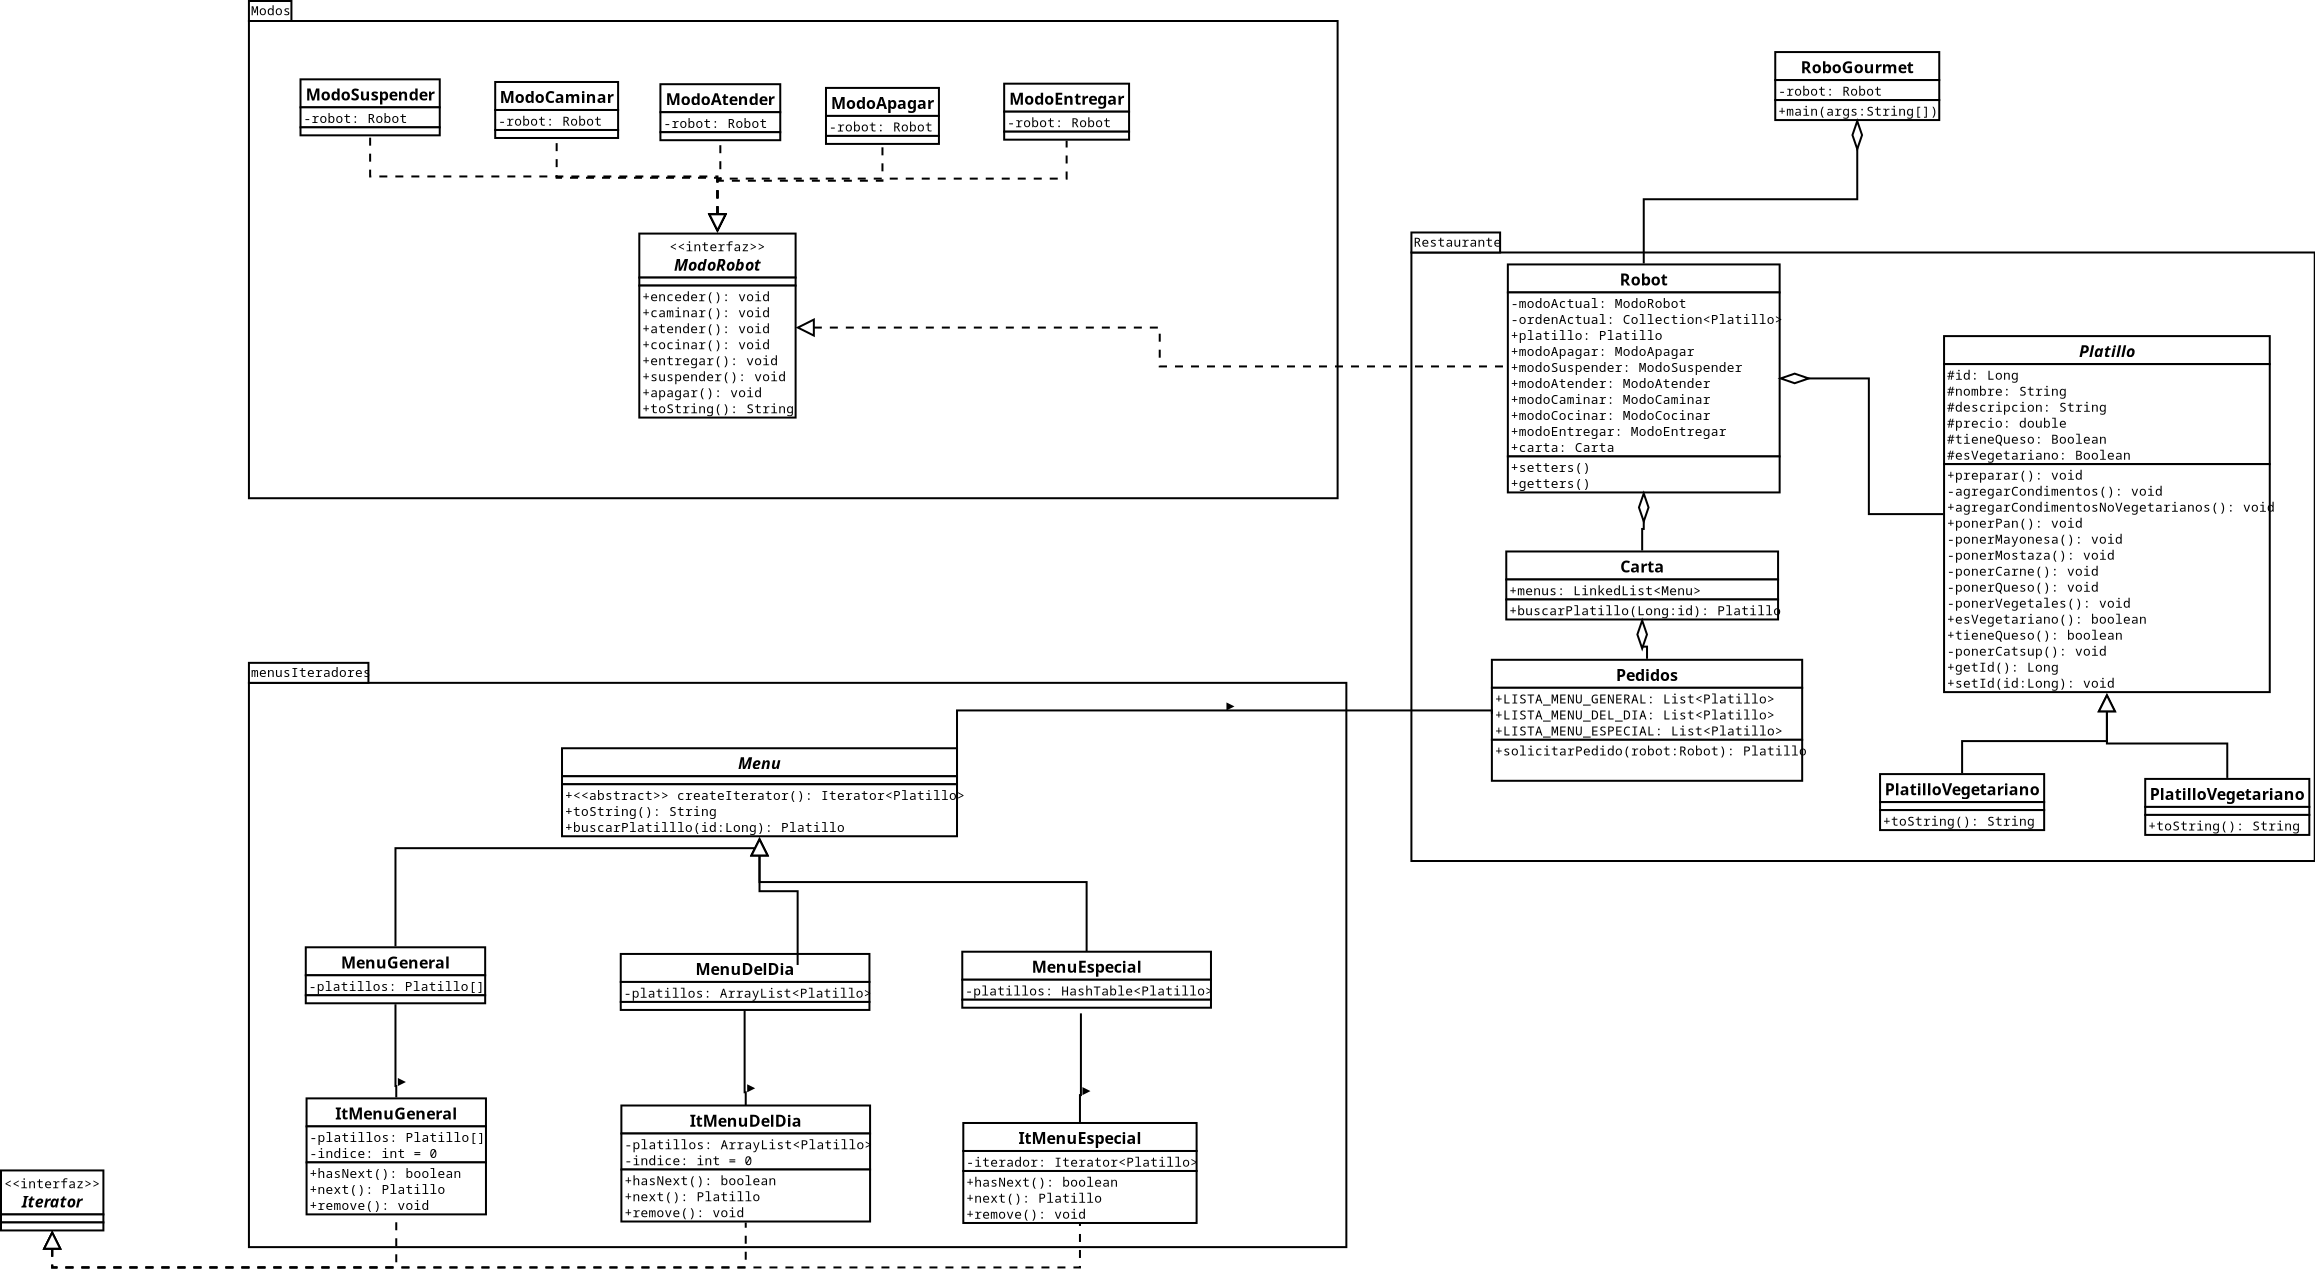 Modos
ModoSuspender
-robot: Robot
ModoCaminar
-robot: Robot
ModoAtender
-robot: Robot
ModoApagar
-robot: Robot
ModoEntregar
-robot: Robot
<<interfaz>>
ModoRobot
+enceder(): void
+caminar(): void
+atender(): void
+cocinar(): void
+entregar(): void
+suspender(): void
+apagar(): void
+toString(): String
RoboGourmet
-robot: Robot
+main(args:String[])
Restaurante
Robot
-modoActual: ModoRobot
-ordenActual: Collection<Platillo>
+platillo: Platillo
+modoApagar: ModoApagar
+modoSuspender: ModoSuspender
+modoAtender: ModoAtender
+modoCaminar: ModoCaminar
+modoCocinar: ModoCocinar
+modoEntregar: ModoEntregar
+carta: Carta
+setters()
+getters()
Platillo
#id: Long
#nombre: String
#descripcion: String
#precio: double
#tieneQueso: Boolean
#esVegetariano: Boolean
+preparar(): void
-agregarCondimentos(): void
+agregarCondimentosNoVegetarianos(): void
+ponerPan(): void
-ponerMayonesa(): void
-ponerMostaza(): void
-ponerCarne(): void
-ponerQueso(): void
-ponerVegetales(): void
+esVegetariano(): boolean
+tieneQueso(): boolean
-ponerCatsup(): void
+getId(): Long
+setId(id:Long): void
Carta
+menus: LinkedList<Menu>
+buscarPlatillo(Long:id): Platillo
Pedidos
+LISTA_MENU_GENERAL: List<Platillo>
+LISTA_MENU_DEL_DIA: List<Platillo>
+LISTA_MENU_ESPECIAL: List<Platillo>
+solicitarPedido(robot:Robot): Platillo
PlatilloVegetariano
+toString(): String
PlatilloVegetariano
+toString(): String
menusIteradores
Menu
+<<abstract>> createIterator(): Iterator<Platillo>
+toString(): String
+buscarPlatilllo(id:Long): Platillo
MenuGeneral
-platillos: Platillo[]
MenuDelDia
-platillos: ArrayList<Platillo>
MenuEspecial
-platillos: HashTable<Platillo>
ItMenuGeneral
-platillos: Platillo[]
-indice: int = 0
+hasNext(): boolean
+next(): Platillo
+remove(): void
ItMenuDelDia
-platillos: ArrayList<Platillo>
-indice: int = 0
+hasNext(): boolean
+next(): Platillo
+remove(): void
ItMenuEspecial
-iterador: Iterator<Platillo>
+hasNext(): boolean
+next(): Platillo
+remove(): void
<<interfaz>>
Iterator